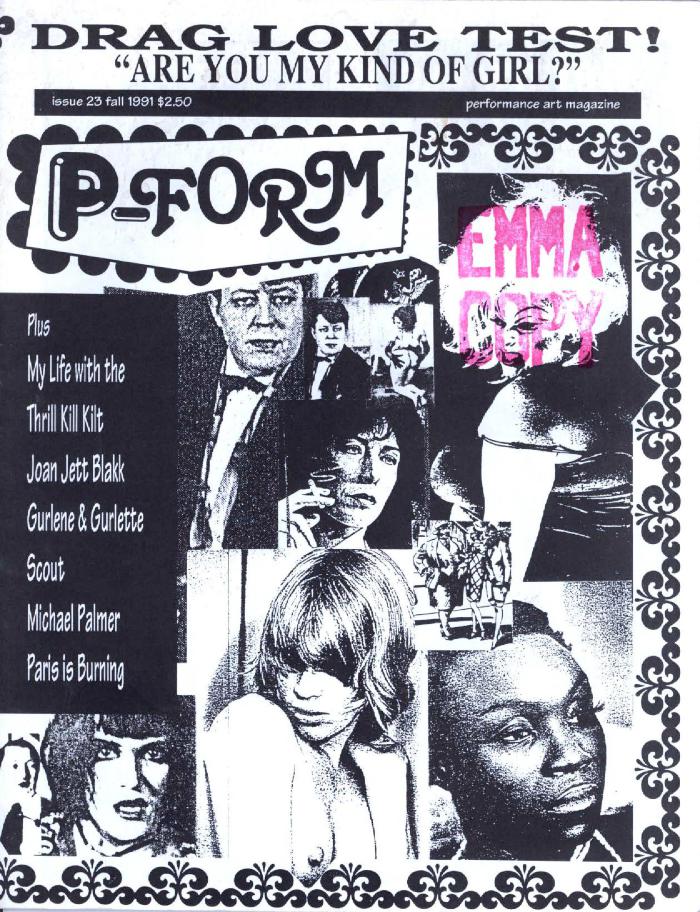 DRAG LOVE TEST!
“ARE YOU MY KIND OF GIRL?”
issue 23 fall 1991 $2.50
performance art magazine
P-FORM
EMMA
COPY
Plus
My Life with the
Thrill Kill Kilt
Joan Jett Blakk
Gurlene & Gurlette
Scout
Michael Palmer
Paris is Burning